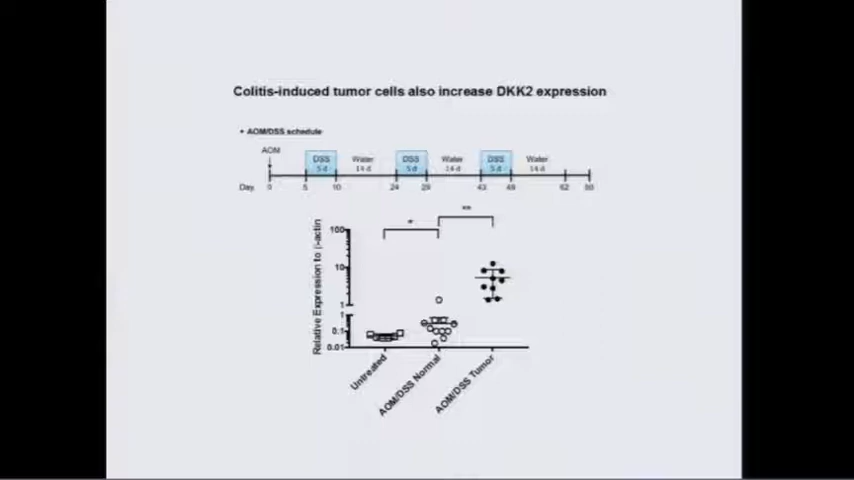 Colitis-induced tumor cells also increase DKK2 expression
• AOM/DSS schedule
AOM
DSS 5 d Water 14 d DSS 5 d Water 14 d DSS 5 d Water 14 d
Day 0 5 10 24 29 43 48 62 80
* **
Relative Expression to β-actin
100
10
1
1
0.1
0.01
Untreated
AOM/DSS Normal
AOM/DSS Tumor